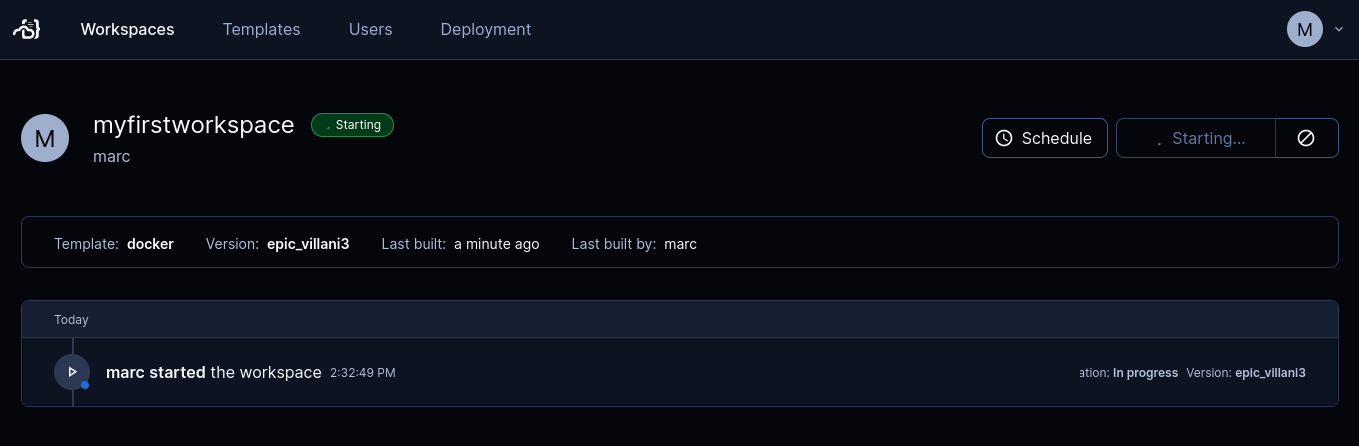 Workspaces Templates Users Deployment M
M myfirstworkspace Starting
marc
Schedule Starting...
Template: docker Version: epic_villani3 Last built: a minute ago Last built by: marc
Today
marc started the workspace 2:32:49 PM ation: In progress Version: epic_villani3